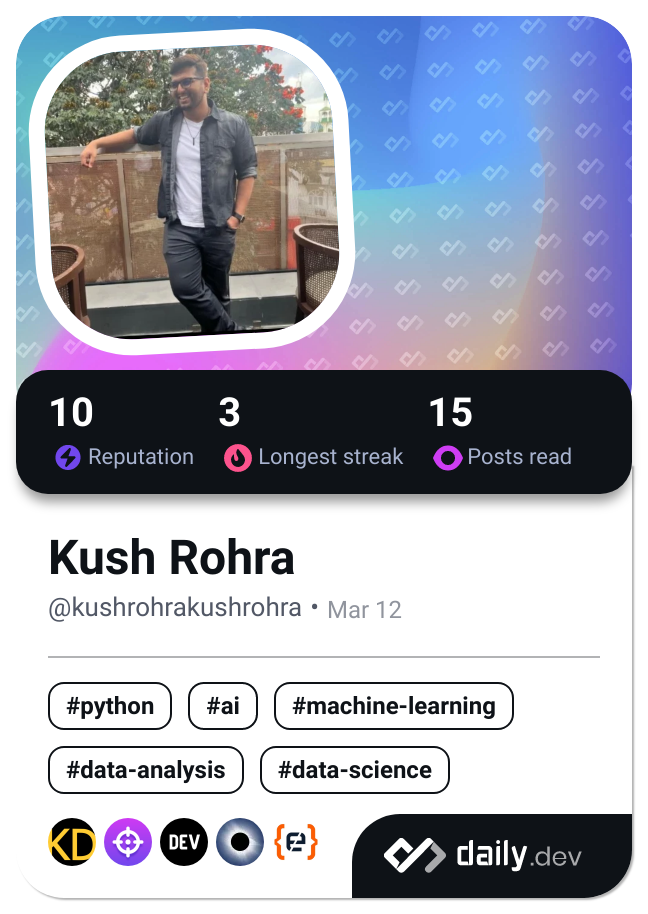 10 3 15
Reputation Longest streak Posts read
Kush Rohra
@kushrohrakushrohra • Mar 12
#python #ai #machine-learning
#data-analysis #data-science
KD DEV
daily.dev